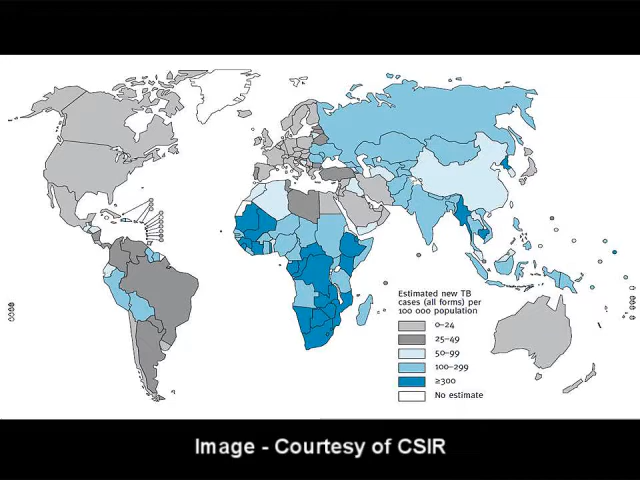 Estimated new TB
cases (all forms) per
100 000 population
0–24
25–49
50–99
100–299
≥300
No estimate
Image - Courtesy of CSIR